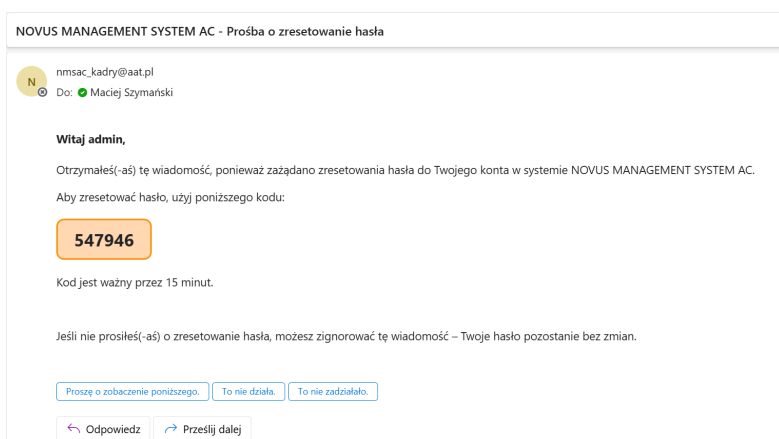 NOVUS MANAGEMENT SYSTEM AC - Prośba o zresetowanie hasła
N
nmsac_kadry@aat.pl
Do: Maciej Szymański
Witaj admin,
Otrzymałeś(-aś) tę wiadomość, ponieważ zażądano zresetowania hasła do Twojego konta w systemie NOVUS MANAGEMENT SYSTEM AC.
Aby zresetować hasło, użyj poniższego kodu:
547946
Kod jest ważny przez 15 minut.
Jeśli nie prosiłeś(-aś) o zresetowanie hasła, możesz zignorować tę wiadomość – Twoje hasło pozostanie bez zmian.
Proszę o zobaczenie poniższego. To nie działa. To nie zadziałało.
Odpowiedz Prześlij dalej